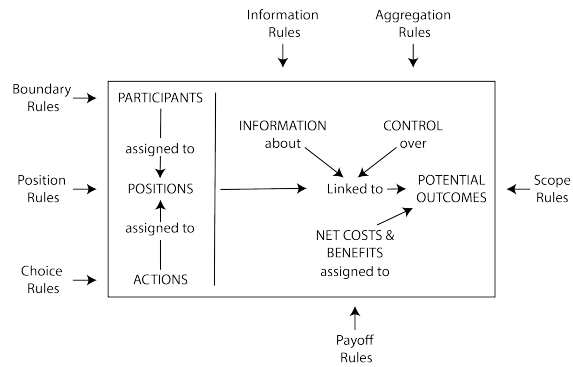 Information
Rules
Aggregation
Rules
Boundary
Rules
PARTICIPANTS
INFORMATION
about
CONTROL
over
assigned to
Position
Rules
POSITIONS
Linked to
POTENTIAL
OUTCOMES
Scope
Rules
assigned to
NET COSTS &
BENEFITS
assigned to
Choice
Rules
ACTIONS
Payoff
Rules